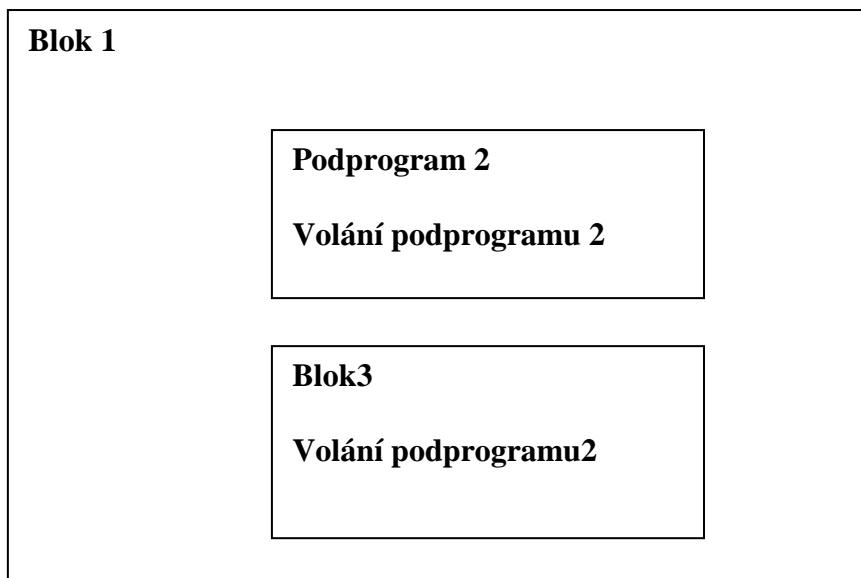 Blok 1
Podprogram 2
Volání podprogramu 2
Blok3
Volání podprogramu2